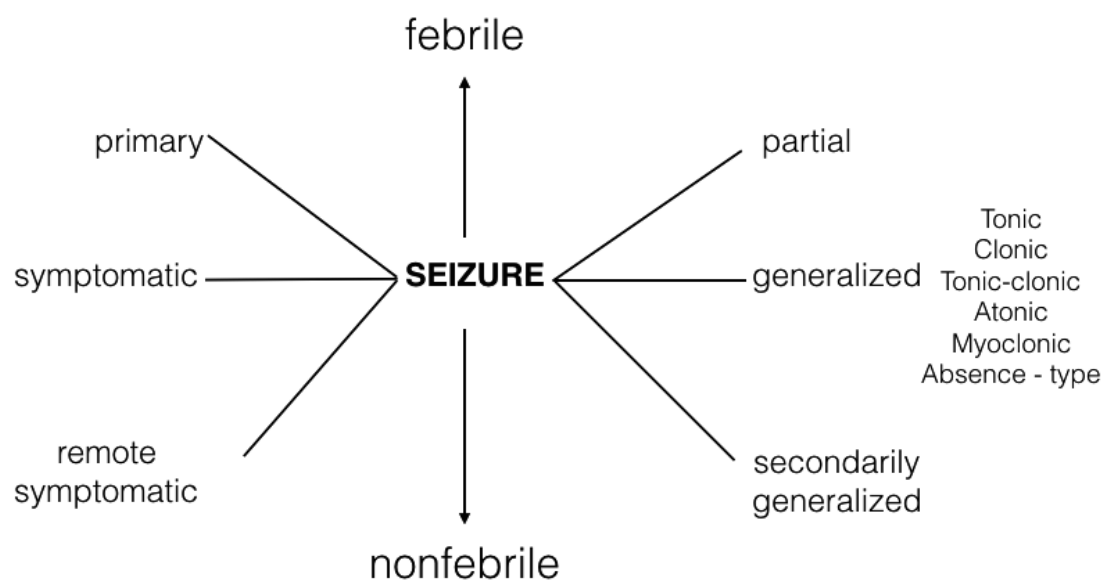 febrile
primary
partial
Tonic
Clonic
symptomatic
SEIZURE
generalized
Tonic-clonic
Atonic
Myoclonic
Absence - type
remote
symptomatic
secondarily
generalized
nonfebrile